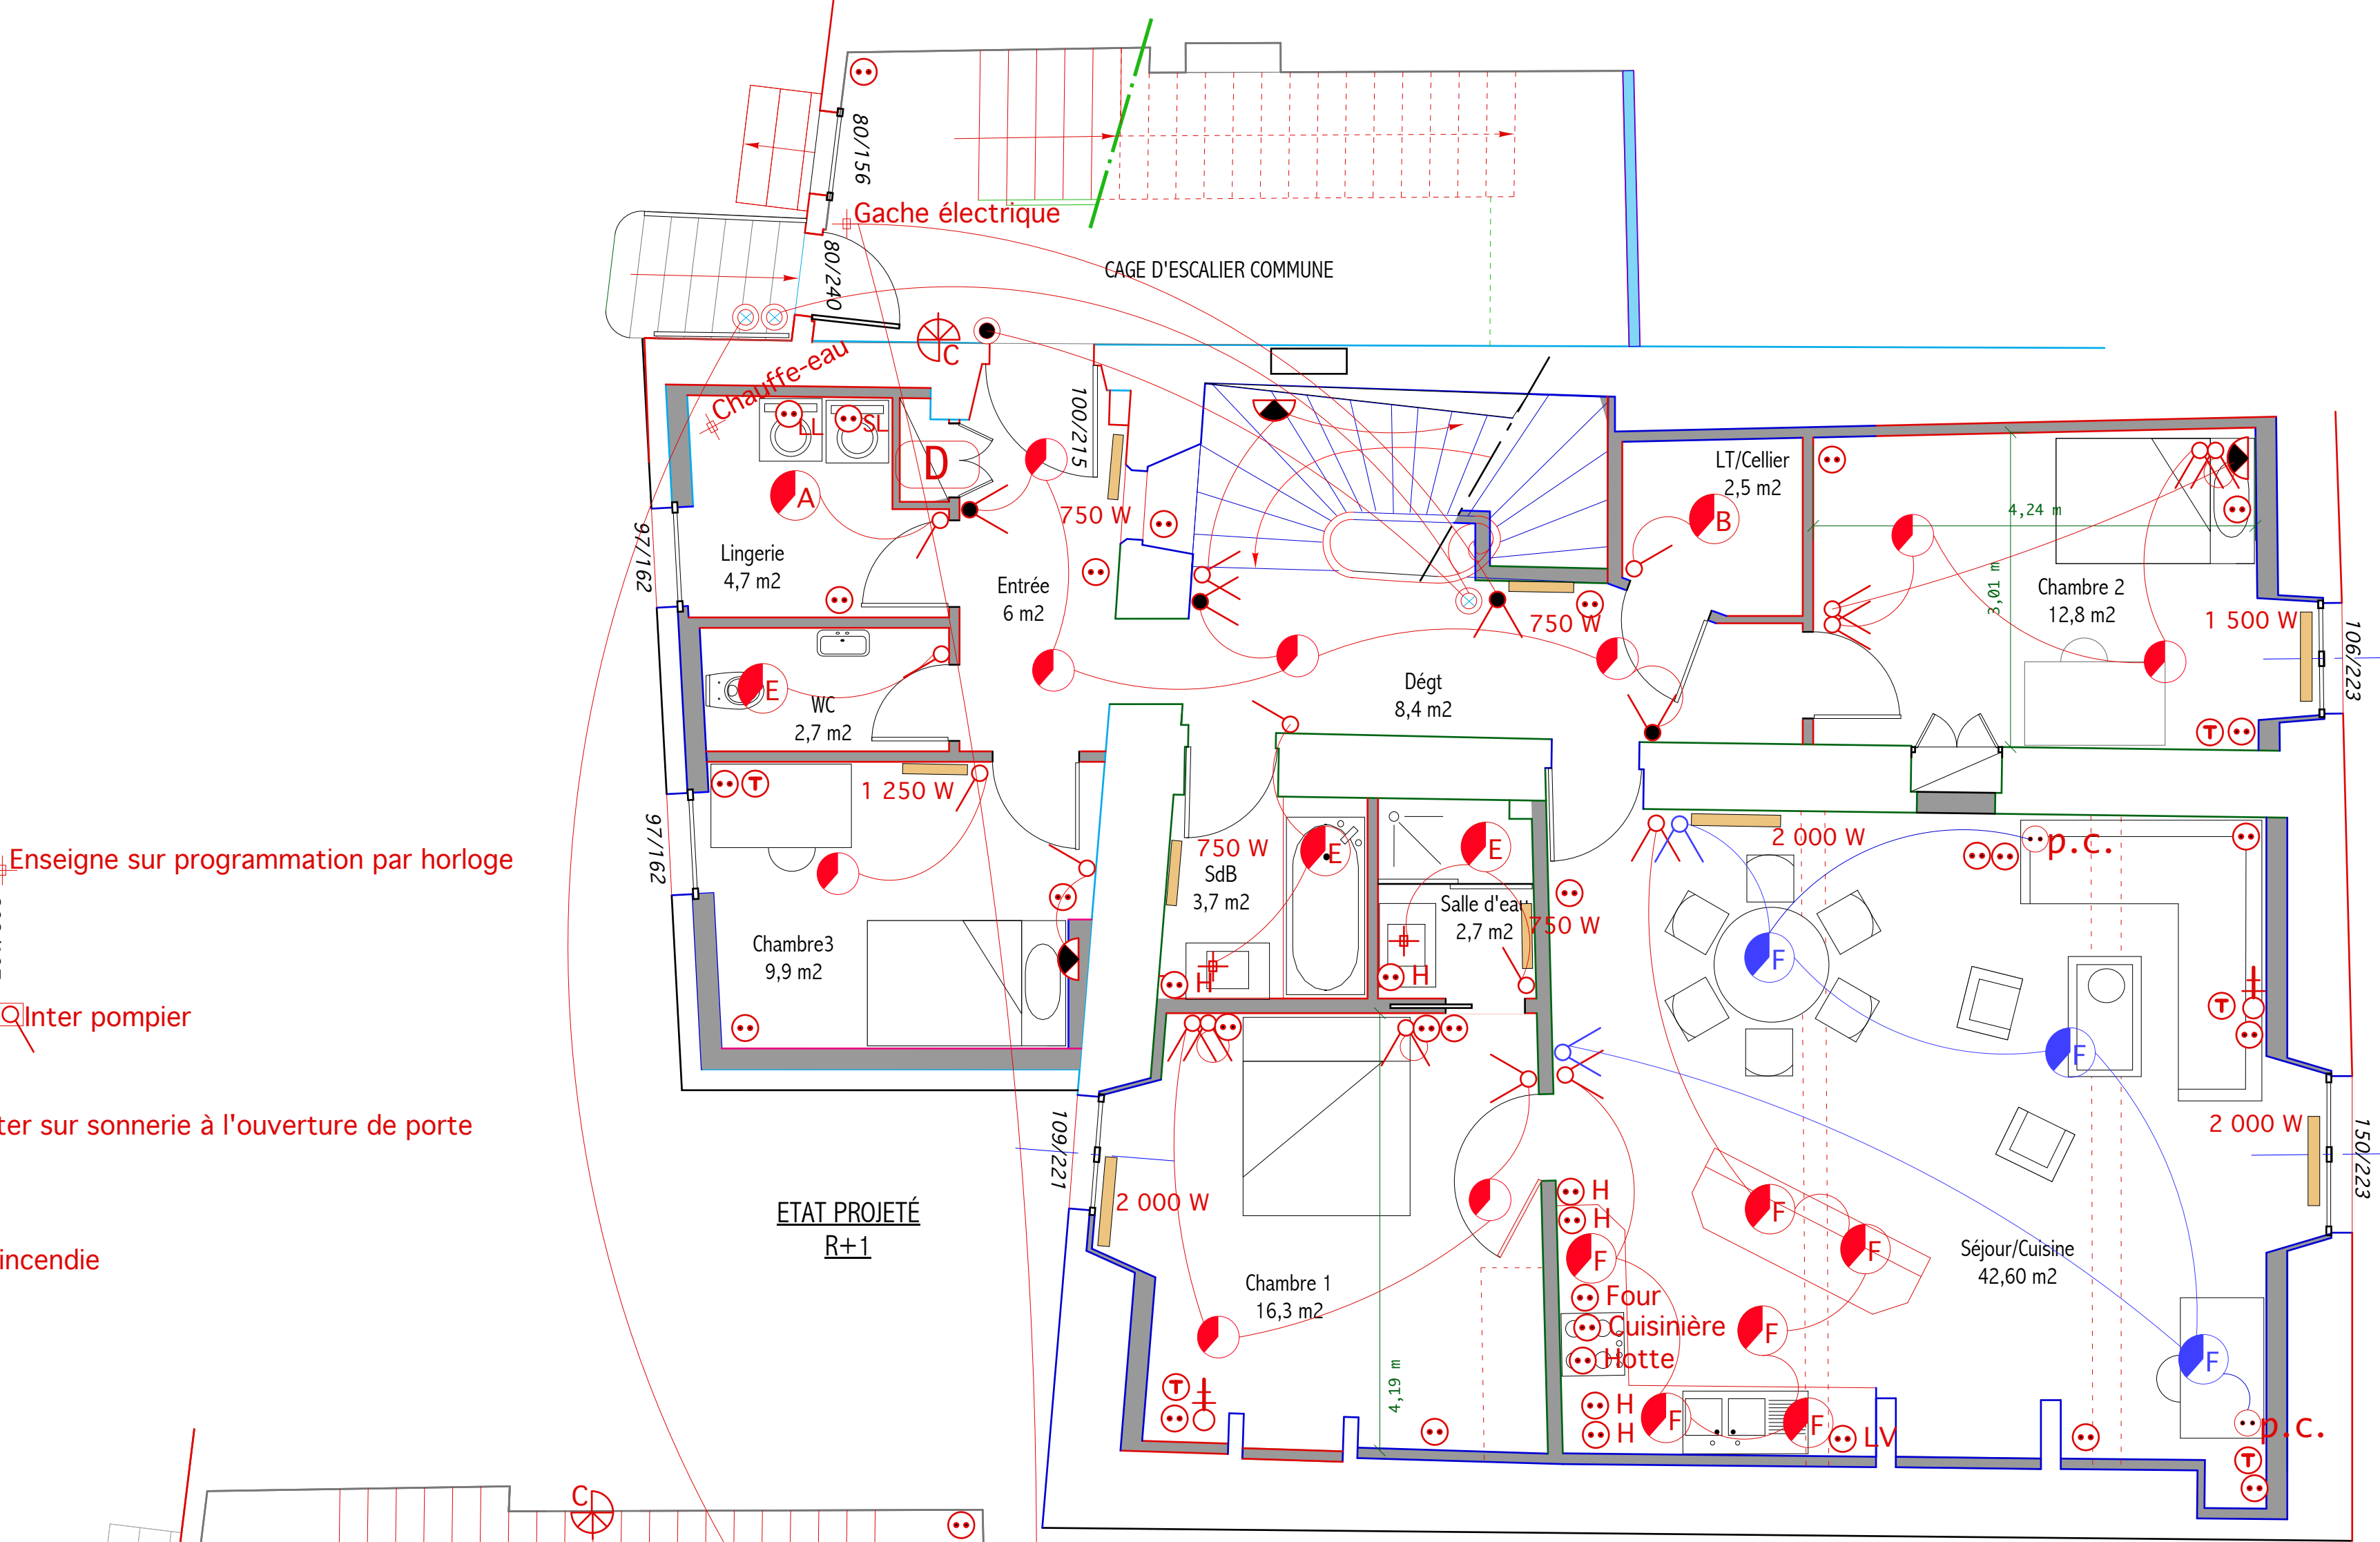 80/156
Gache électrique
80/240
CAGE D'ESCALIER COMMUNE
C
Chauffe-eau
LL
SL
D
100/215
A
750 W
97/162
Lingerie
4,7 m2
Entrée
6 m2
LT/Cellier
2,5 m2
B
4,24 m
3,01 m
Chambre 2
12,8 m2
1 500 W
106/223
750 W
E
WC
2,7 m2
Dégt
8,4 m2
T
T
1 250 W
97/162
Enseigne sur programmation par horloge
750 W
SdB
3,7 m2
E
E
Salle d'eau
2,7 m2
750 W
2 000 W
p.c.
Chambre3
9,9 m2
F
H
H
T
Inter pompier
F
ter sur sonnerie à l'ouverture de porte
109/221
2 000 W
150/223
2 000 W
ETAT PROJETÉ
R+1
H
H
F
F
F
Séjour/Cuisine
42,60 m2
incendie
Chambre 1
16,3 m2
Four
Cuisinière
Hotte
F
F
4,19 m
T
H
H
F
F
LV
p.c.
T
C